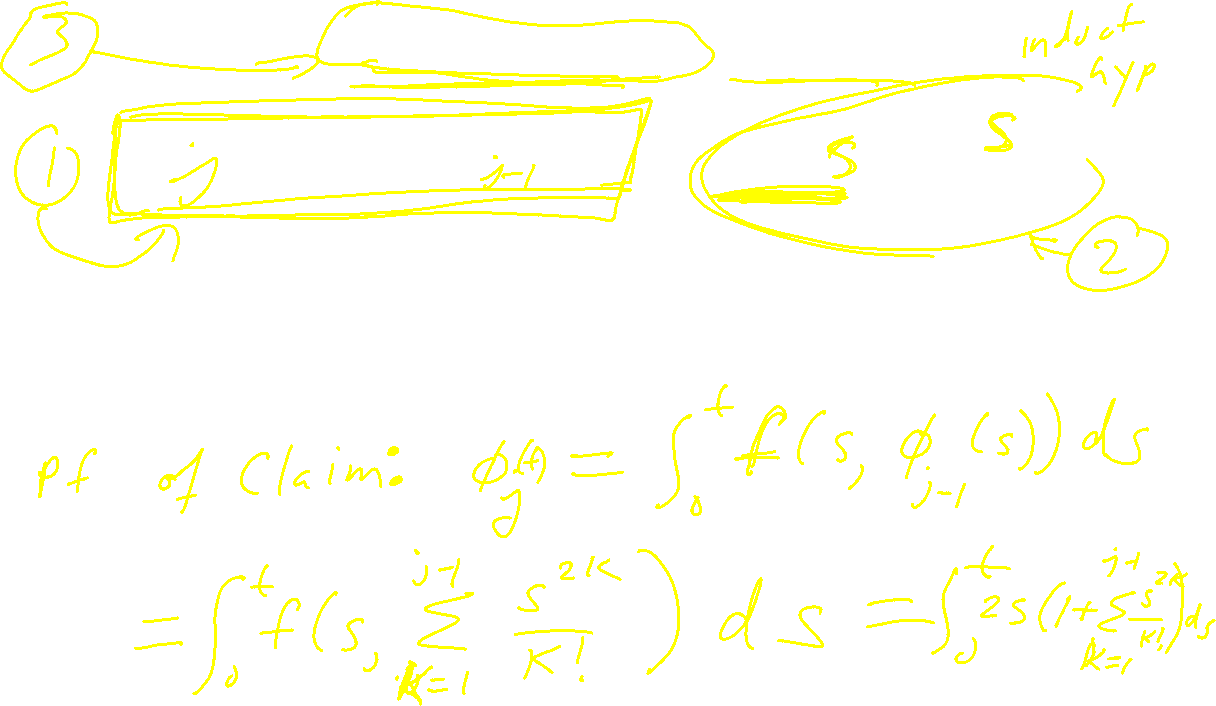 3
induct
hyp
1 j j-1 s s
2
Pf of Claim: ϕ_j(t) = ∫_0^t f(s, ϕ_{j-1}(s)) ds
= ∫_0^t f(s, Σ_{k=1}^{j-1} s^{2k}/k!) ds = ∫_0^t 2s(1+Σ_{k=1}^{j-1} s^{2k}/k!) ds